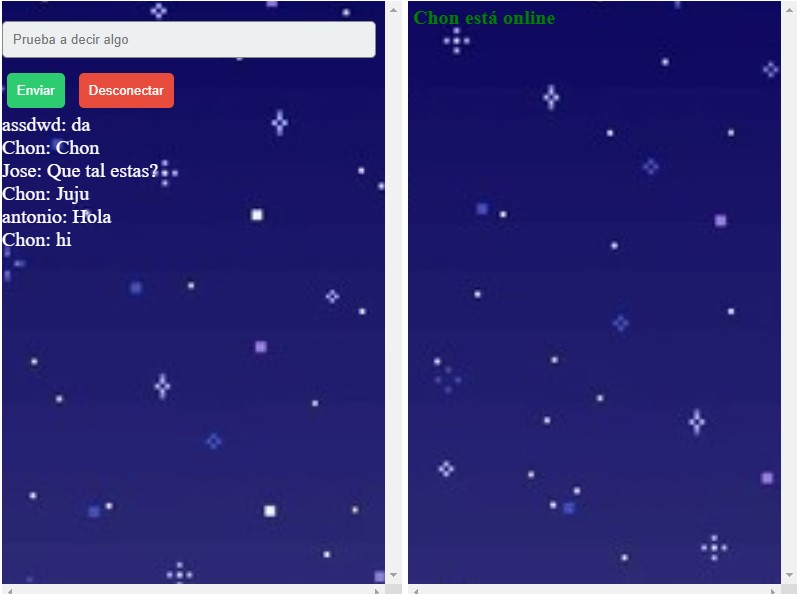 Prueba a decir algo
Enviar Desconectar
assdwd: da
Chon: Chon
Jose: Que tal estas?
Chon: Juju
antonio: Hola
Chon: hi
Chon está online